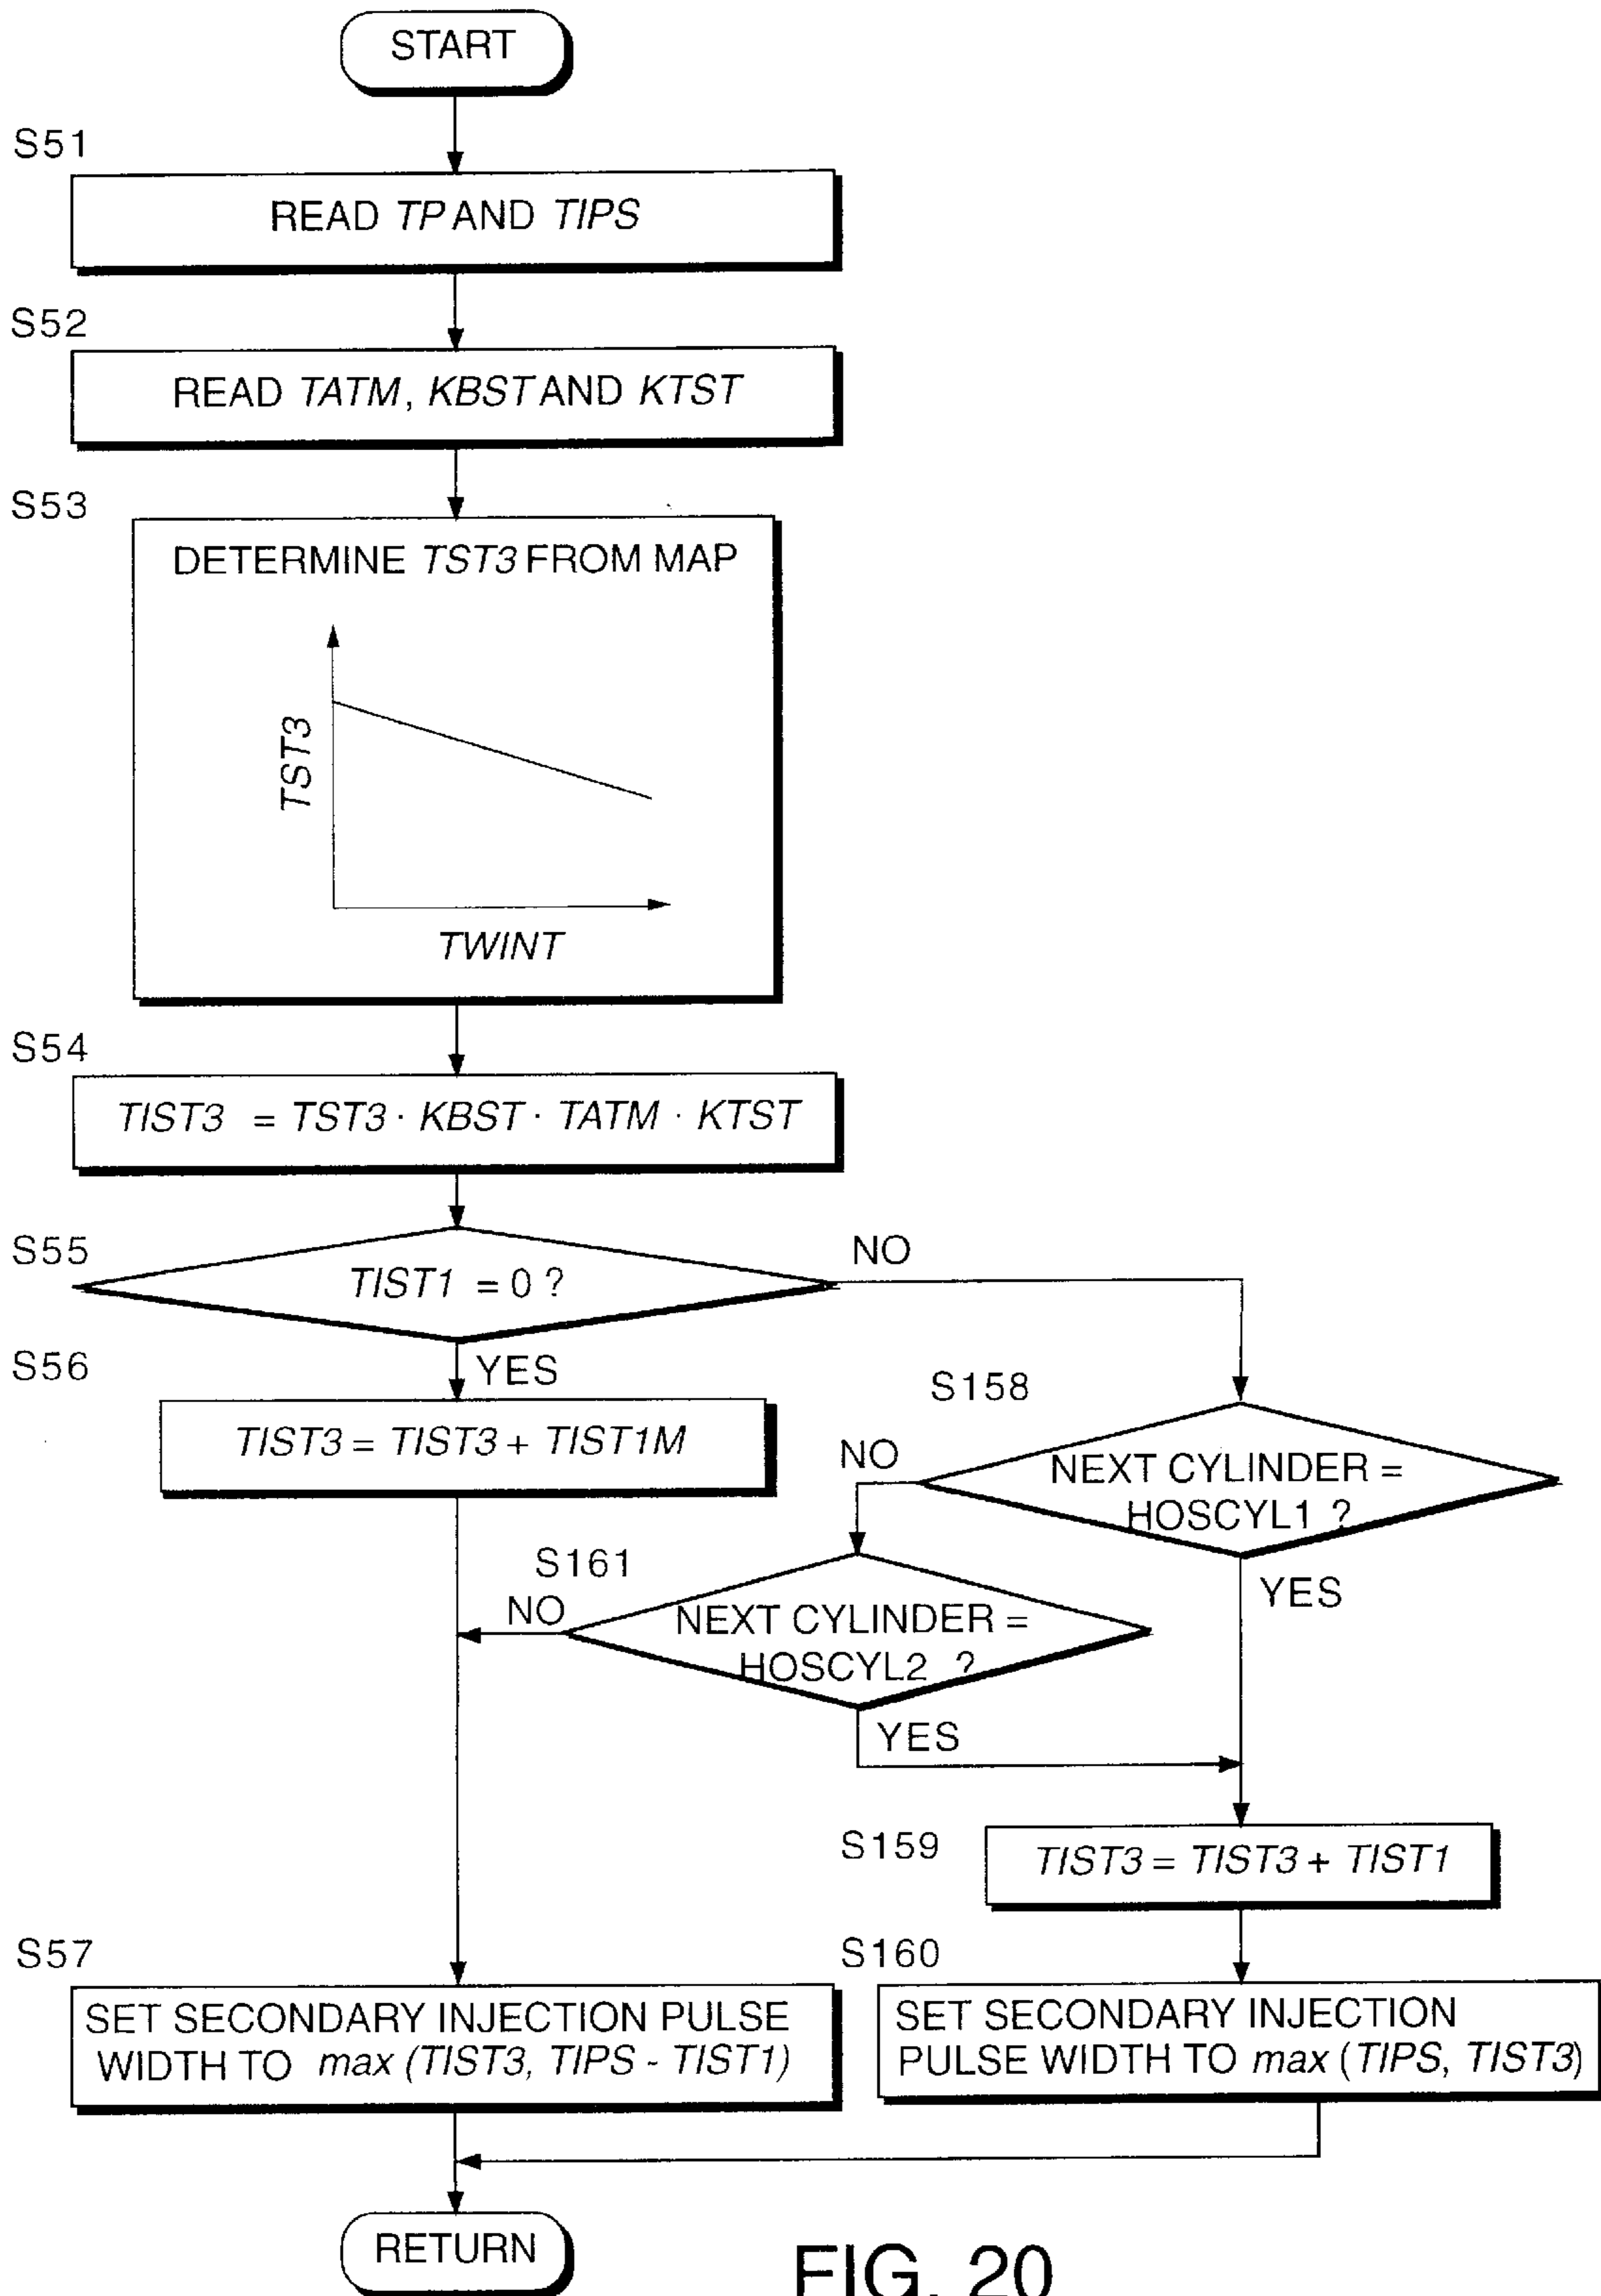 START
S51
READ TP AND TIPS
S52
READ TATM, KBST AND KTST
S53
DETERMINE TST3 FROM MAP
TST3
TWINT
S54
TIST3 = TST3 · KBST · TATM · KTST
S55
TIST1 = 0 ?
NO
S56
YES
TIST3 = TIST3 + TIST1M
S158
NO
NEXT CYLINDER =
HOSCYL1 ?
YES
S161
NO
NEXT CYLINDER =
HOSCYL2 ?
YES
S159
TIST3 = TIST3 + TIST1
S57
SET SECONDARY INJECTION PULSE
WIDTH TO max (TIST3, TIPS - TIST1)
S160
SET SECONDARY INJECTION
PULSE WIDTH TO max (TIPS, TIST3)
RETURN
FIG. 20